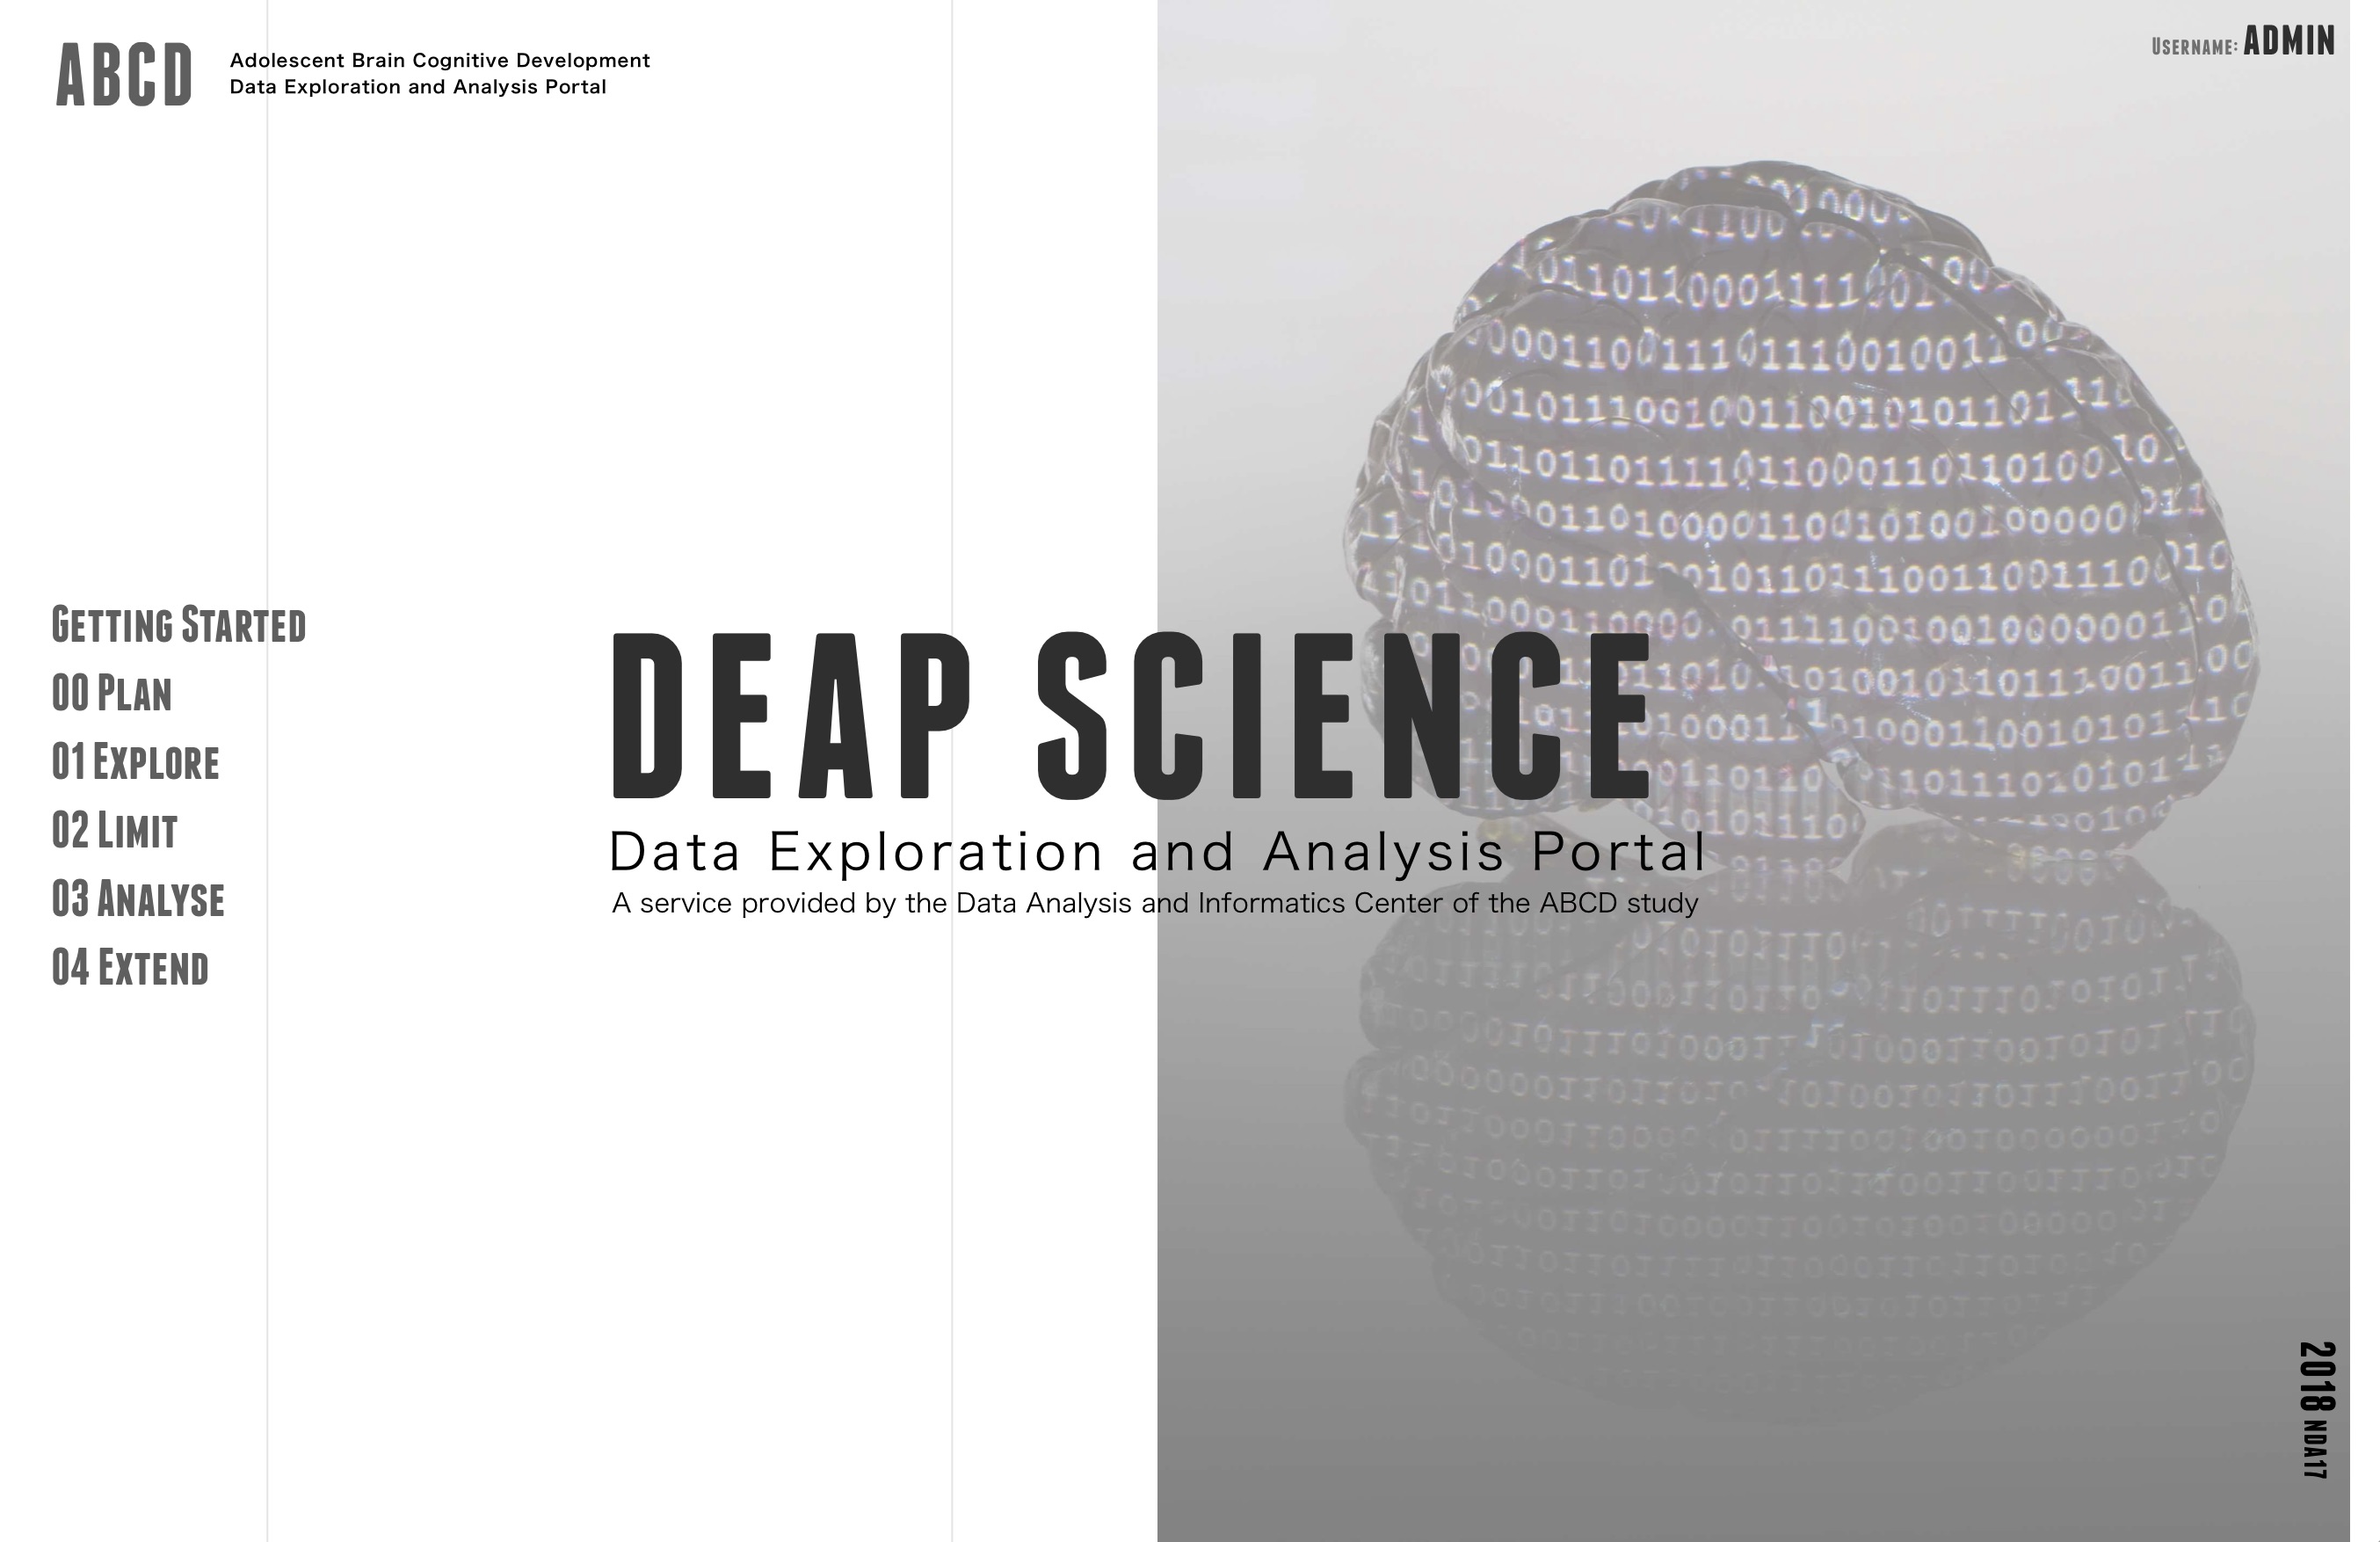 ABCD
Adolescent Brain Cognitive Development
Data Exploration and Analysis Portal
Username: ADMIN
Getting Started
00 Plan
01 Explore
02 Limit
03 Analyse
04 Extend
DEAP SCIENCE
Data Exploration and Analysis Portal
A service provided by the Data Analysis and Informatics Center of the ABCD study
2018 NDA17